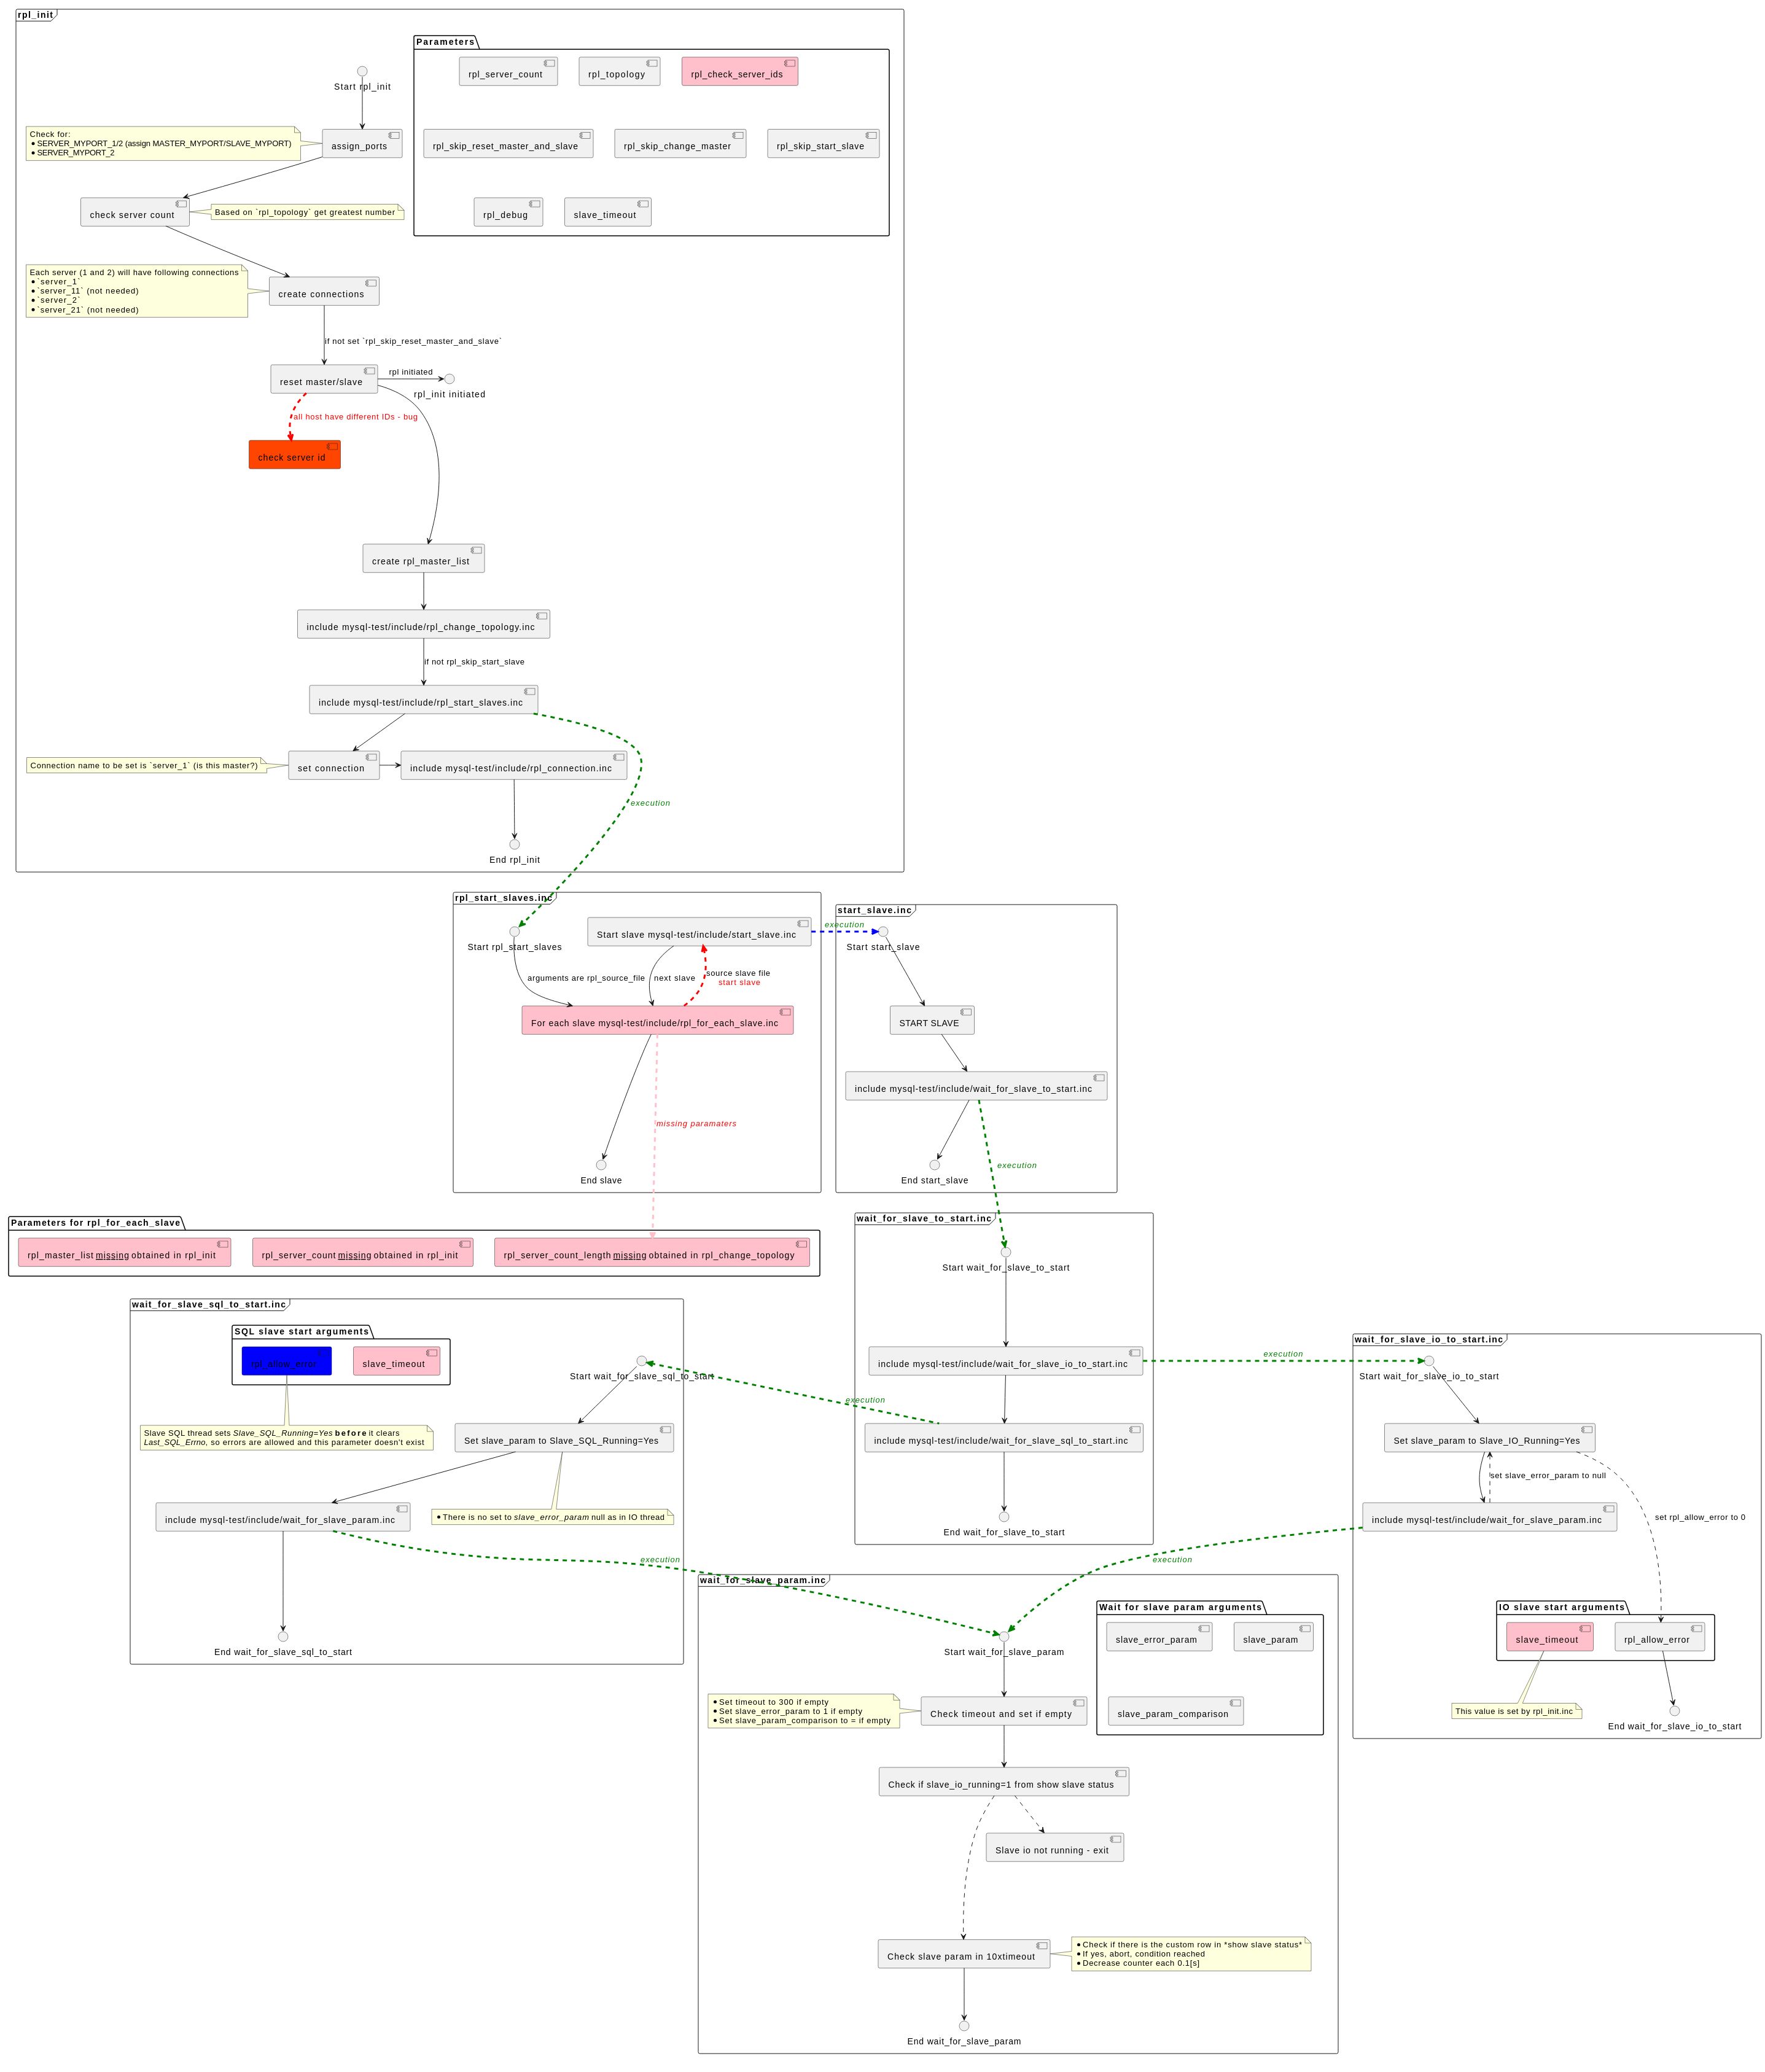 rpl_init
Parameters
rpl_server_count
rpl_topology
rpl_check_server_ids
Start rpl_init
Check for:
▪SERVER_MYPORT_1/2 (assign MASTER_MYPORT/SLAVE_MYPORT)
▪SERVER_MYPORT_2
assign_ports
rpl_skip_reset_master_and_slave
rpl_skip_change_master
rpl_skip_start_slave
check server count
Based on `rpl_topology` get greatest number
rpl_debug
slave_timeout
Each server (1 and 2) will have following connections
▪`server_1`
▪`server_11` (not needed)
▪`server_2`
▪`server_21` (not needed)
create connections
if not set `rpl_skip_reset_master_and_slave`
reset master/slave
rpl initiated
rpl_init initiated
all host have different IDs - bug
check server id
create rpl_master_list
include mysql-test/include/rpl_change_topology.inc
if not rpl_skip_start_slave
include mysql-test/include/rpl_start_slaves.inc
Connection name to be set is `server_1` (is this master?)
set connection
include mysql-test/include/rpl_connection.inc
execution
End rpl_init
rpl_start_slaves.inc
Start rpl_start_slaves
Start slave mysql-test/include/start_slave.inc
execution
arguments are rpl_source_file
next slave
source slave file
start slave
For each slave mysql-test/include/rpl_for_each_slave.inc
missing paramaters
End slave
start_slave.inc
Start start_slave
START SLAVE
include mysql-test/include/wait_for_slave_to_start.inc
execution
End start_slave
Parameters for rpl_for_each_slave
rpl_master_list missing obtained in rpl_init
rpl_server_count missing obtained in rpl_init
rpl_server_count_length missing obtained in rpl_change_topology
wait_for_slave_to_start.inc
Start wait_for_slave_to_start
include mysql-test/include/wait_for_slave_io_to_start.inc
execution
include mysql-test/include/wait_for_slave_sql_to_start.inc
execution
End wait_for_slave_to_start
wait_for_slave_sql_to_start.inc
SQL slave start arguments
rpl_allow_error
slave_timeout
Start wait_for_slave_sql_to_start
Slave SQL thread sets Slave_SQL_Running=Yes before it clears
Last_SQL_Errno, so errors are allowed and this parameter doesn't exist
Set slave_param to Slave_SQL_Running=Yes
include mysql-test/include/wait_for_slave_param.inc
▪There is no set to slave_error_param null as in IO thread
execution
End wait_for_slave_sql_to_start
wait_for_slave_io_to_start.inc
Start wait_for_slave_io_to_start
Set slave_param to Slave_IO_Running=Yes
set slave_error_param to null
include mysql-test/include/wait_for_slave_param.inc
set rpl_allow_error to 0
execution
IO slave start arguments
slave_timeout
rpl_allow_error
This value is set by rpl_init.inc
End wait_for_slave_io_to_start
wait_for_slave_param.inc
Wait for slave param arguments
slave_error_param
slave_param
slave_param_comparison
Start wait_for_slave_param
▪Set timeout to 300 if empty
▪Set slave_error_param to 1 if empty
▪Set slave_param_comparison to = if empty
Check timeout and set if empty
Check if slave_io_running=1 from show slave status
Slave io not running - exit
Check slave param in 10xtimeout
▪Check if there is the custom row in *show slave status*
▪If yes, abort, condition reached
▪Decrease counter each 0.1[s]
End wait_for_slave_param